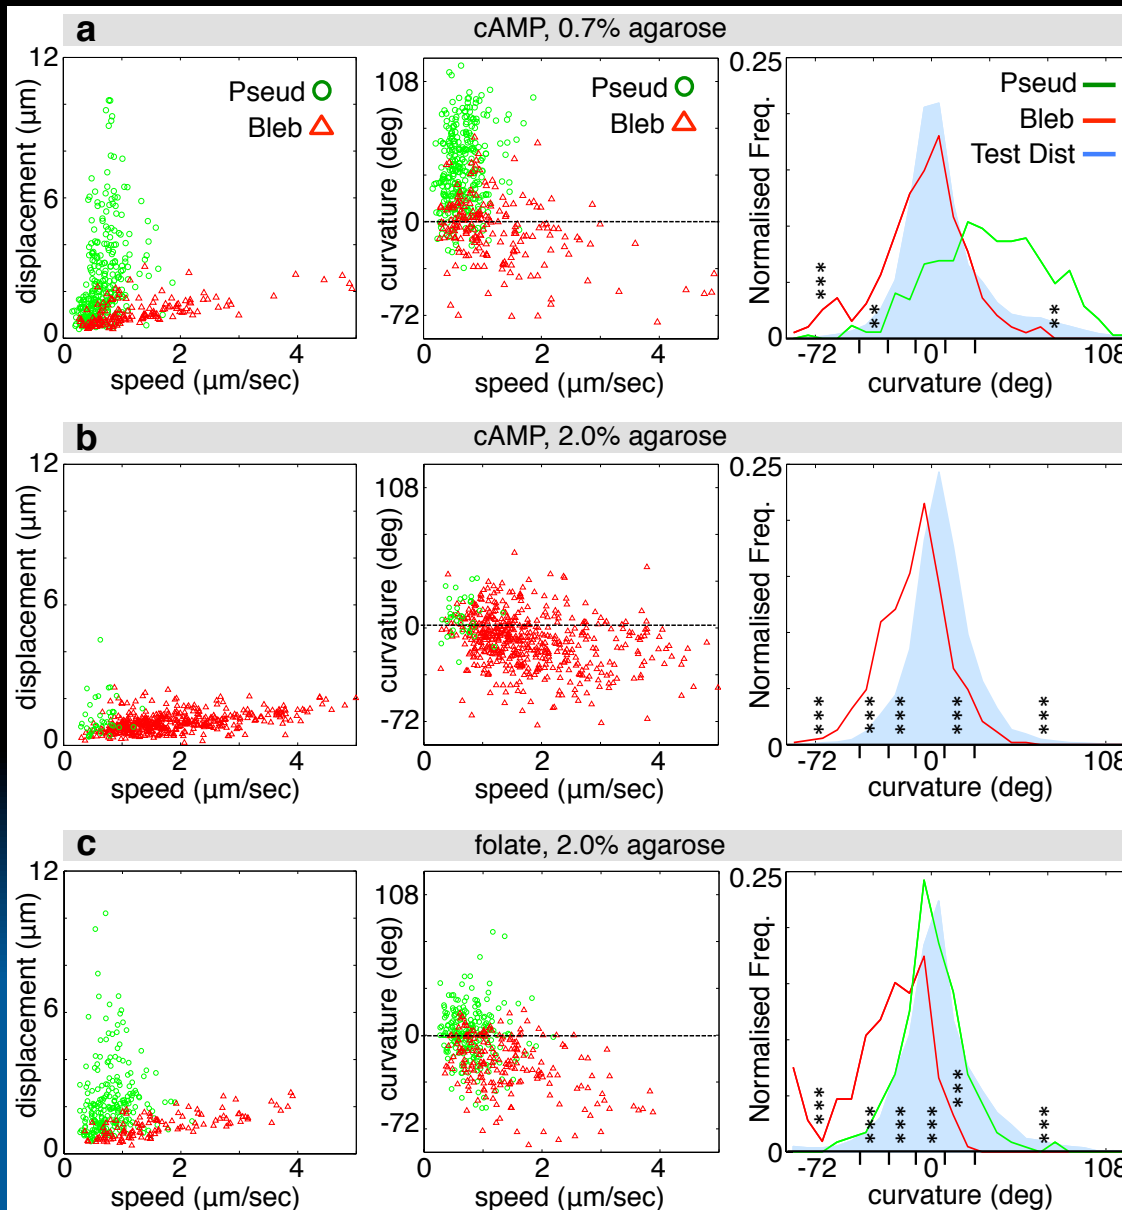 a
cAMP, 0.7% agarose
12
6
0
displacement (µm)
0 2 4
speed (µm/sec)
Pseud
Bleb
108
0
-72
curvature (deg)
0 2 4
speed (µm/sec)
Pseud
Bleb
0.25
0
Normalised Freq.
Pseud
Bleb
Test Dist
***
**
**
-72 0 108
curvature (deg)
b
cAMP, 2.0% agarose
12
6
0
displacement (µm)
0 2 4
speed (µm/sec)
108
0
-72
curvature (deg)
0 2 4
speed (µm/sec)
0.25
0
Normalised Freq.
*** *** *** *** ***
-72 0 108
curvature (deg)
c
folate, 2.0% agarose
12
6
0
displacement (µm)
0 2 4
speed (µm/sec)
108
0
-72
curvature (deg)
0 2 4
speed (µm/sec)
0.25
0
Normalised Freq.
*** *** *** *** *** ***
-72 0 108
curvature (deg)